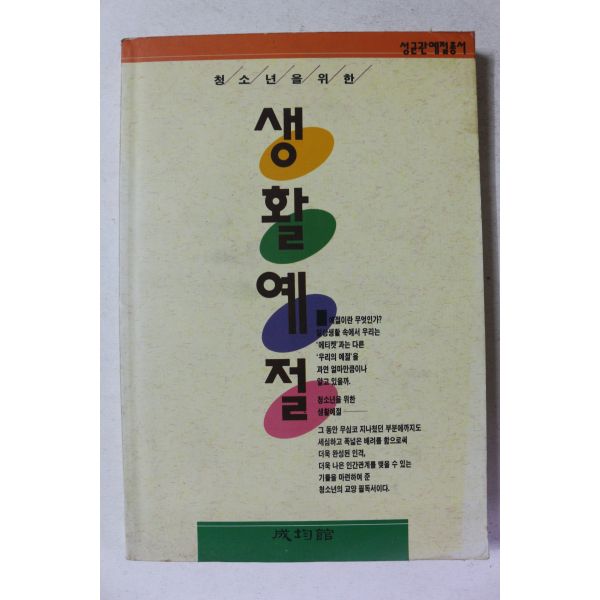 성균관예절총서
청소년을위한
생활예절
예절이란 무엇인가?
일상생활 속에서 우리는
'에티켓'과는 다른
'우리의 예절'을
과연 얼마만큼이나
알고 있을까.
청소년을 위한
생활예절
그 동안 무심코 지나쳤던 부분에까지도
세심하고 폭넓은 배려를 함으로써
더욱 완성된 인격,
더욱 나은 인간관계를 맺을 수 있는
기틀을 마련하여 준
청소년의 교양 필독서이다.
成均館